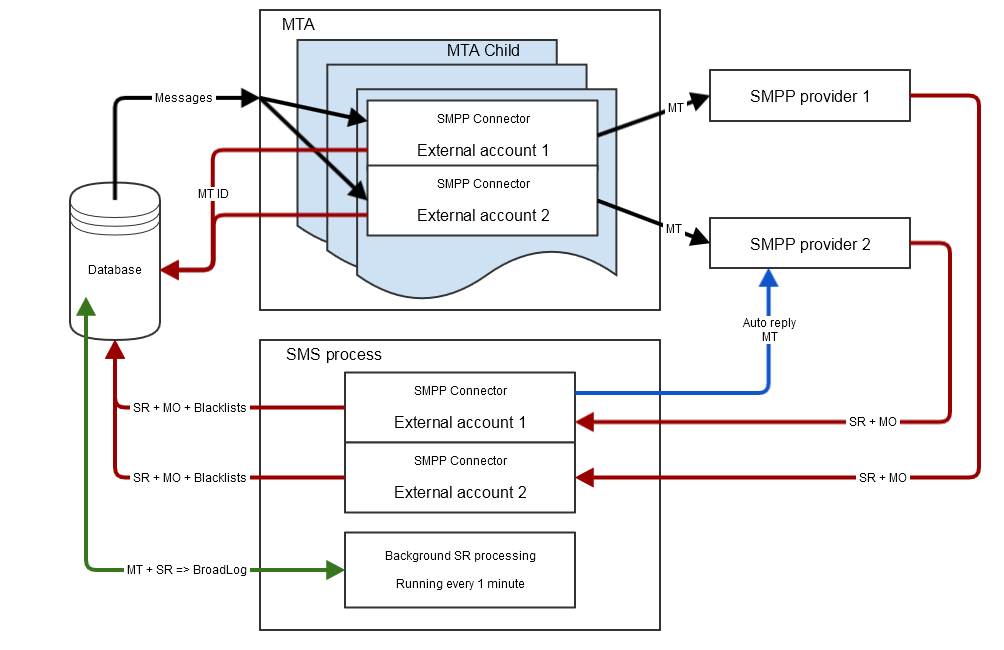 MTA
MTA Child
Messages
SMPP Connector
External account 1
SMPP Connector
External account 2
MT
MT
SMPP provider 1
SMPP provider 2
MT ID
Database
Auto reply
MT
SMS process
SMPP Connector
External account 1
SMPP Connector
External account 2
SR + MO + Blacklists
SR + MO + Blacklists
SR + MO
SR + MO
MT + SR => BroadLog
Background SR processing
Running every 1 minute